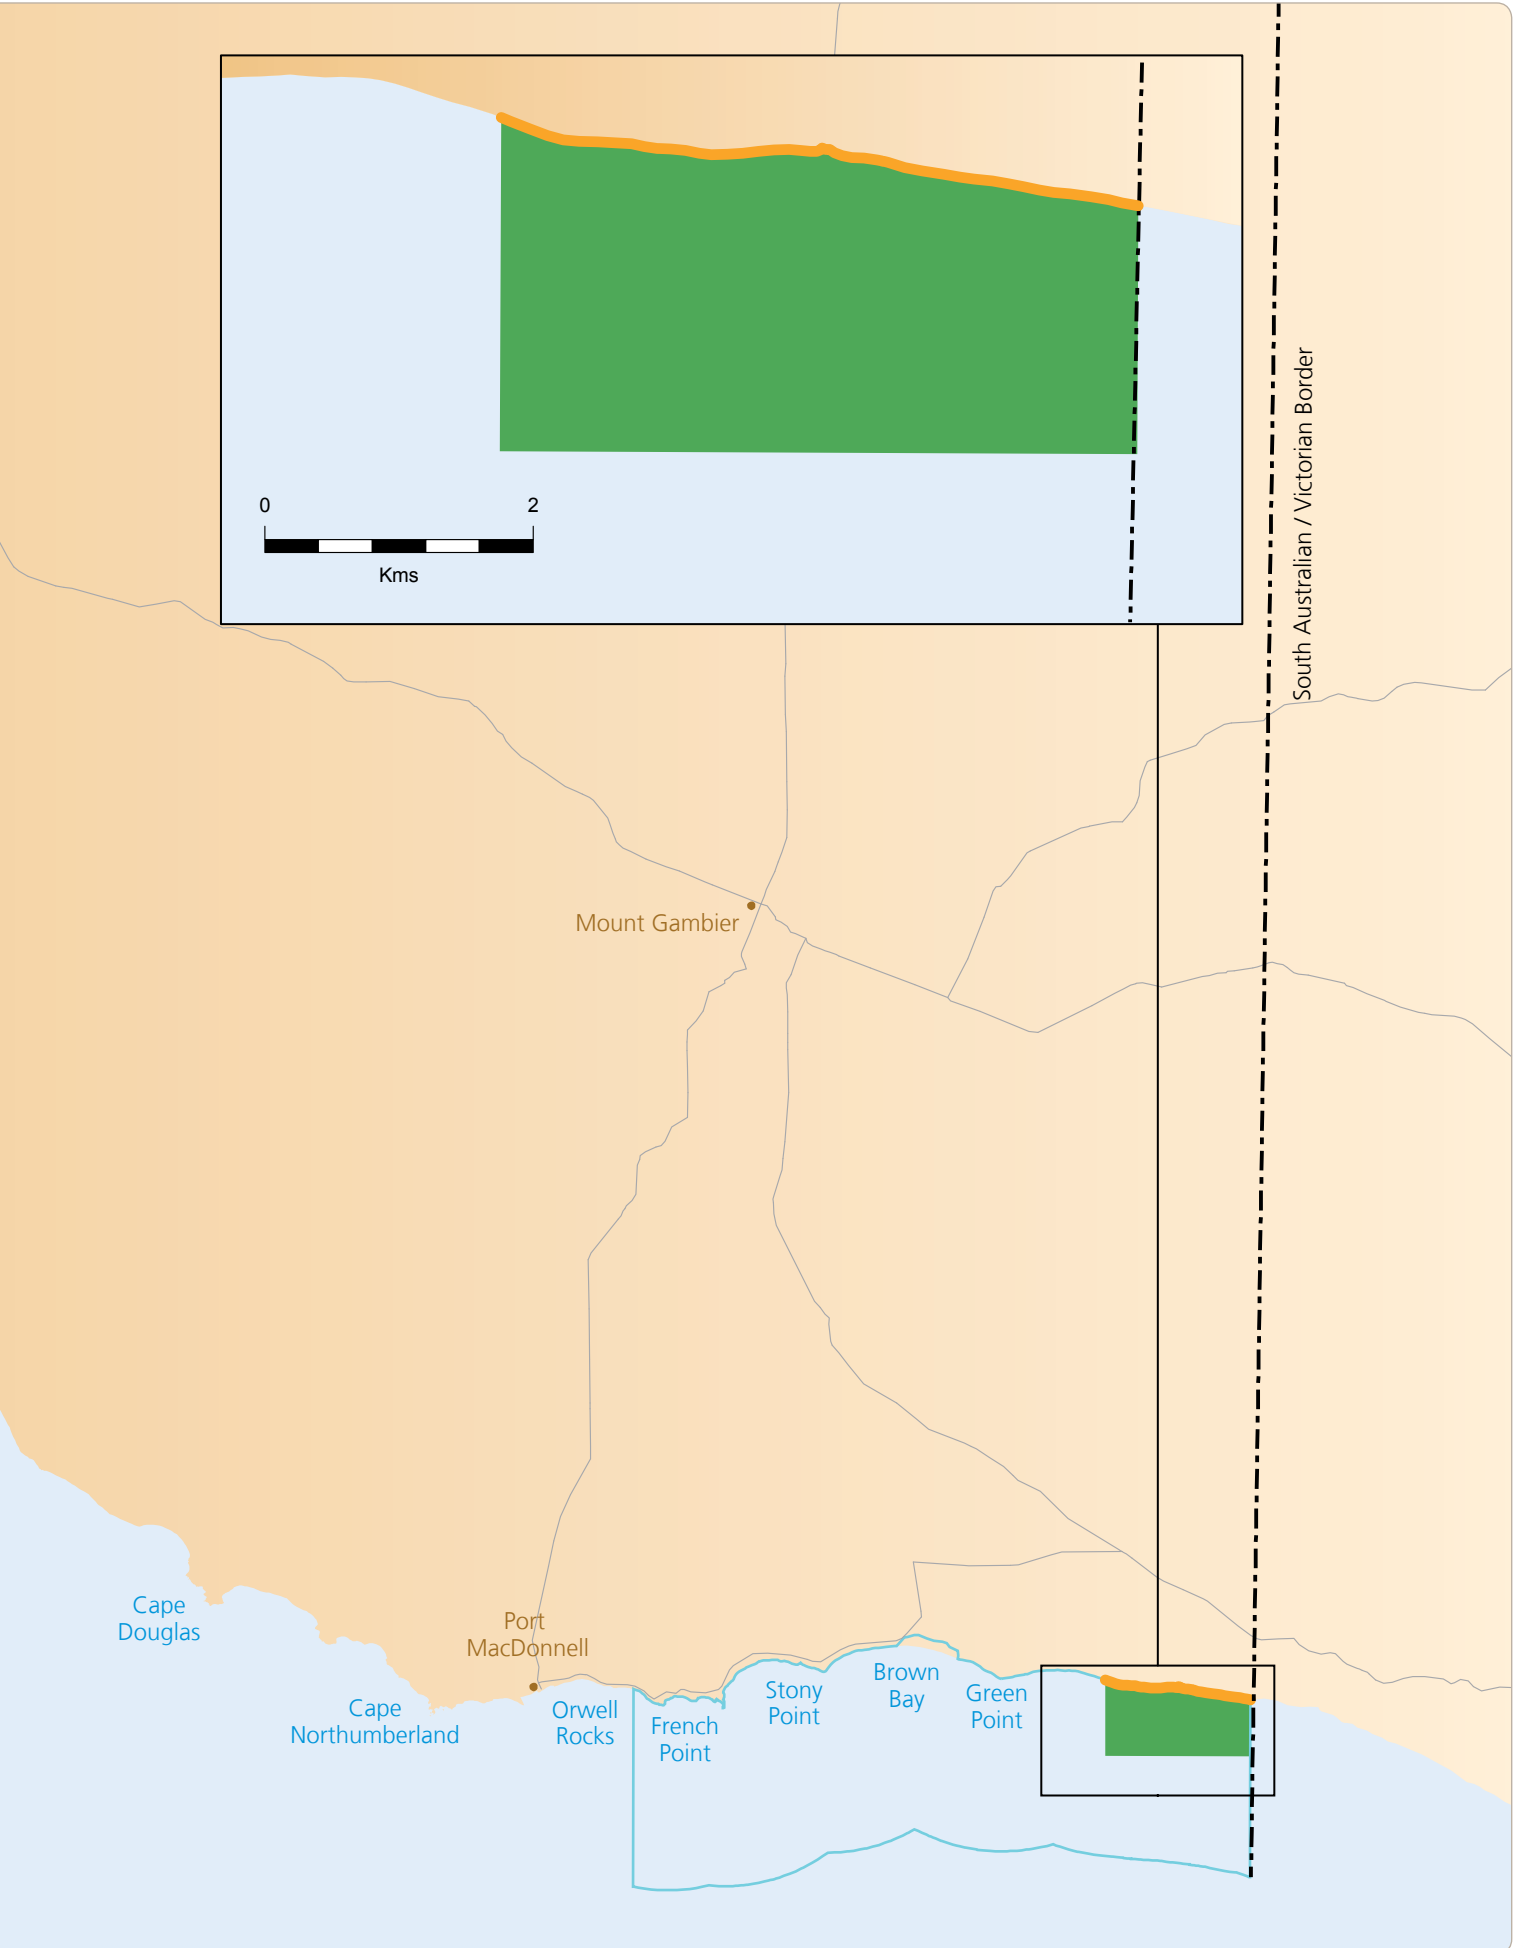 0 2
Kms
South Australian / Victorian Border
Mount Gambier
Cape
Douglas
Port
MacDonnell
Cape
Northumberland
Orwell
Rocks
French
Point
Stony
Point
Brown
Bay
Green
Point